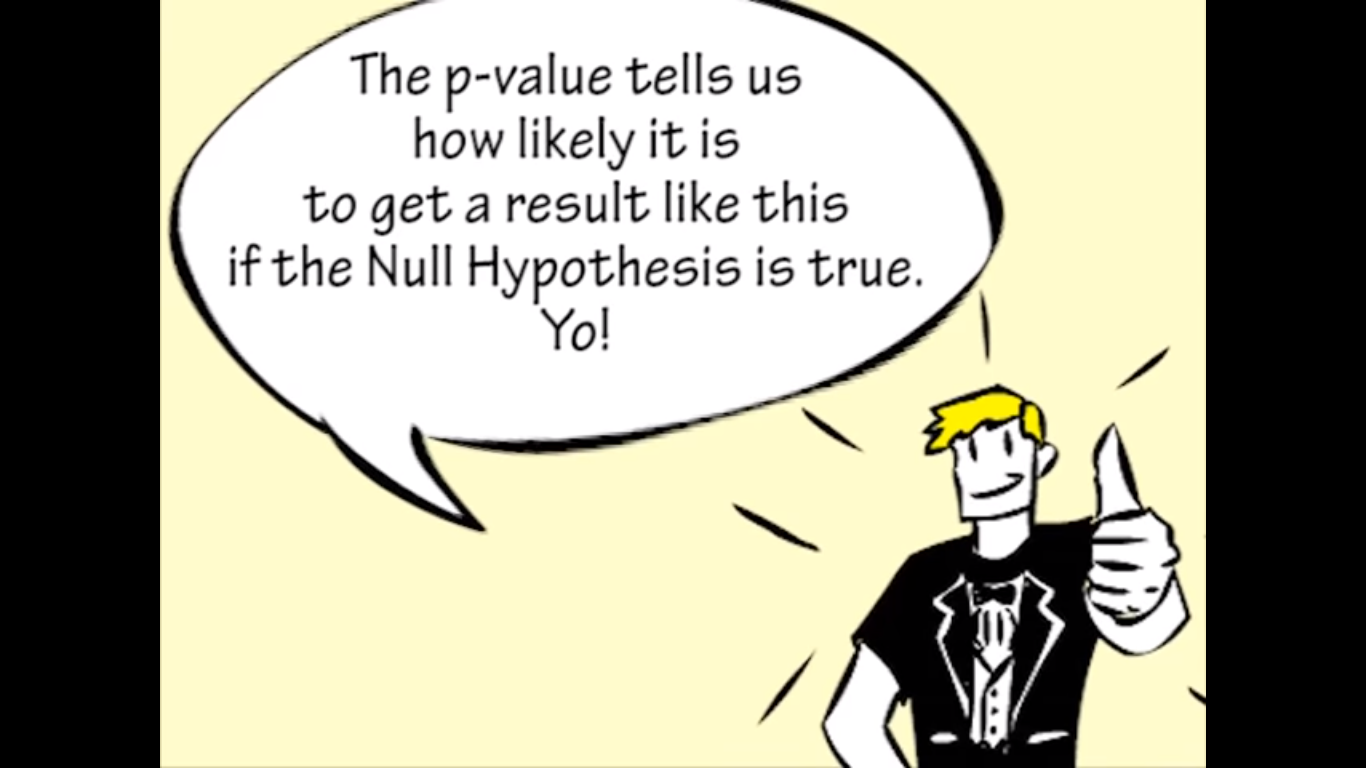 The p-value tells us
how likely it is
to get a result like this
if the Null Hypothesis is true.
Yo!